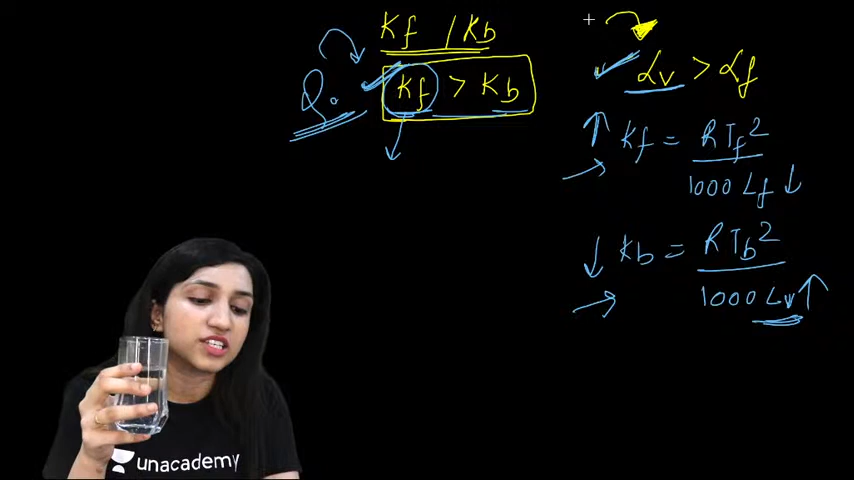 Kf / Kb
Q. Kf > Kb
Lv > Lf
↑ Kf = RTf²
1000 Lf ↓
↓ Kb = RTb²
1000 Lv ↑
unacademy